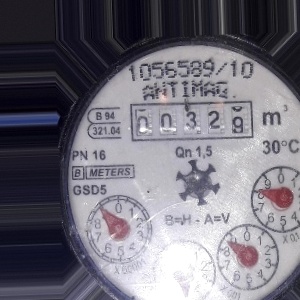 1056589/10
ANTIMAG.
B 94
321.04
00329
m³
PN 16
Qn 1,5
30°C
B METERS
GSD5
B=H - A=V